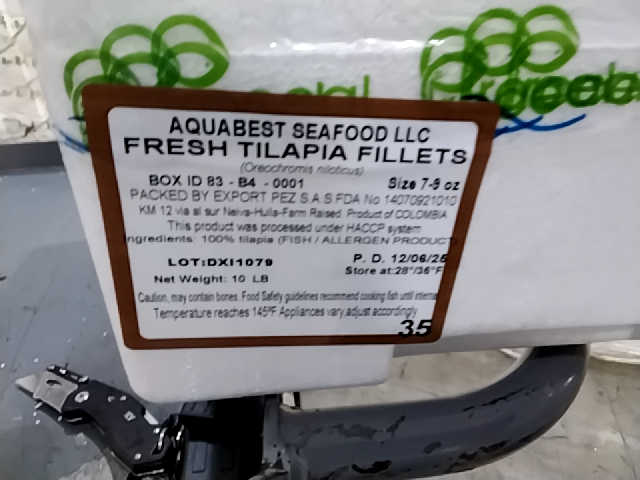 AQUABEST SEAFOOD LLC
FRESH TILAPIA FILLETS
(Oreochromis niloticus)
BOX ID 83 - B4 - 0001 Size 7-9 oz
PACKED BY EXPORT PEZ S.A.S.FDA No 14070921010
KM 12 via al sur Neiva-Huila-Farm Raised Product of COLOMBIA
This product was processed under HACCP system
Ingredients: 100% tilapia (FISH / ALLERGEN PRODUCT
LOT:DXI1079 P. D. 12/06/25
Net Weight: 10 LB Store at:28°/36°F
Caution, may contain bones. Food Safety guidelines recommend cooking fish until interna
Temperature reaches 145°F Appliances vary,adjust accordingly
35